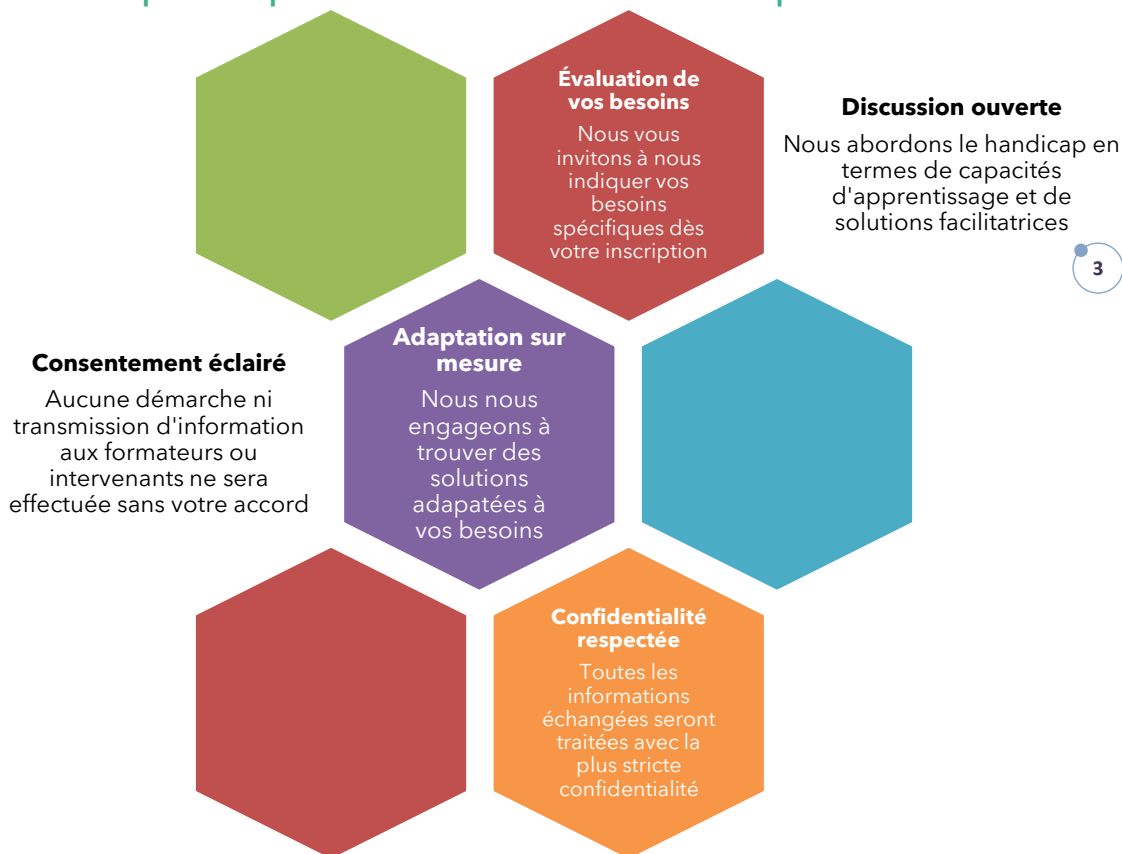 Évaluation de
vos besoins
Nous vous
invitons à nous
indiquer vos
besoins
spécifiques dès
votre inscription
Discussion ouverte
Nous abordons le handicap en
termes de capacités
d'apprentissage et de
solutions facilitatrices
3
Consentement éclairé
Aucune démarche ni
transmission d'information
aux formateurs ou
intervenants ne sera
effectuée sans votre accord
Adaptation sur
mesure
Nous nous
engageons à
trouver des
solutions
adapatées à
vos besoins
Confidentialité
respectée
Toutes les
informations
échangées seront
traitées avec la
plus stricte
confidentialité